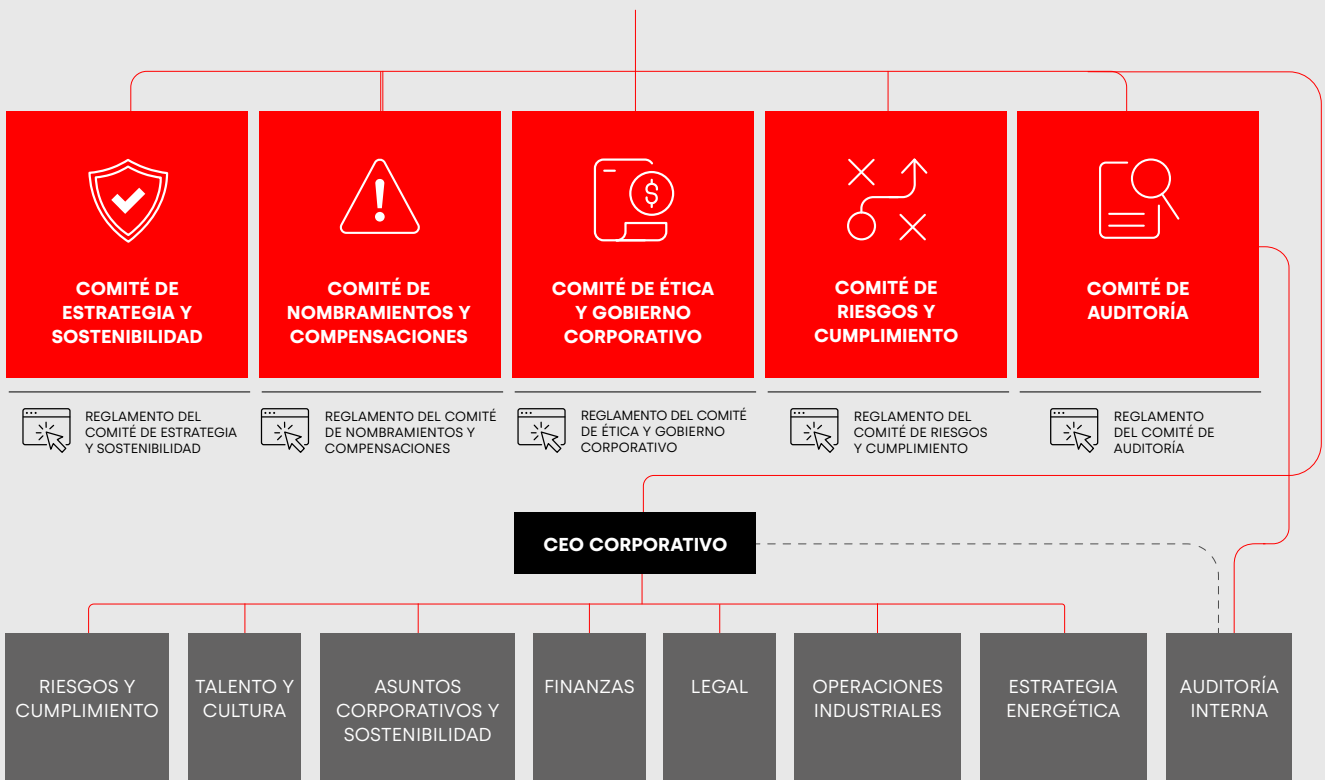 COMITÉ DE
ESTRATEGIA Y
SOSTENIBILIDAD
COMITÉ DE
NOMBRAMIENTOS Y
COMPENSACIONES
COMITÉ DE ÉTICA
Y GOBIERNO
CORPORATIVO
COMITÉ DE
RIESGOS Y
CUMPLIMIENTO
COMITÉ DE
AUDITORÍA
REGLAMENTO DEL
COMITÉ DE ESTRATEGIA
Y SOSTENIBILIDAD
REGLAMENTO DEL COMITÉ
DE NOMBRAMIENTOS Y
COMPENSACIONES
REGLAMENTO DEL COMITÉ
DE ÉTICA Y GOBIERNO
CORPORATIVO
REGLAMENTO DEL
COMITÉ DE RIESGOS
Y CUMPLIMIENTO
REGLAMENTO
DEL COMITÉ DE
AUDITORÍA
CEO CORPORATIVO
RIESGOS Y
CUMPLIMIENTO
TALENTO Y
CULTURA
ASUNTOS
CORPORATIVOS Y
SOSTENIBILIDAD
FINANZAS
LEGAL
OPERACIONES
INDUSTRIALES
ESTRATEGIA
ENERGÉTICA
AUDITORÍA
INTERNA